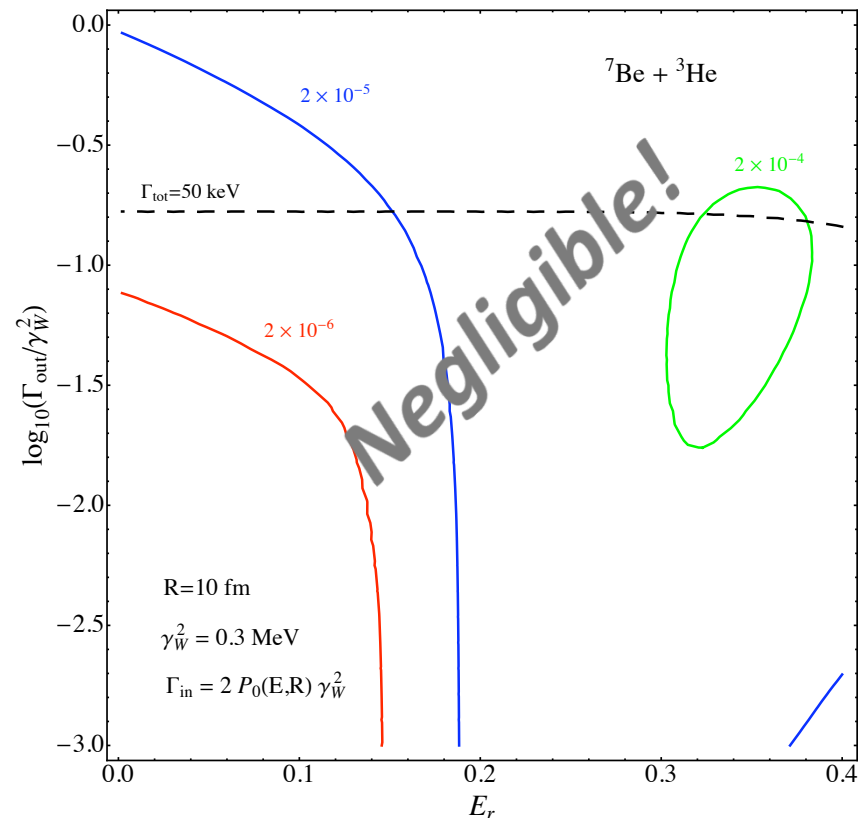 ⁷Be + ³He
2 × 10⁻⁵
2 × 10⁻⁴
Γtot=50 keV
Negligible!
2 × 10⁻⁶
R=10 fm
γ²W = 0.3 MeV
Γin = 2 P₀(E,R) γ²W
log₁₀(Γout/γ²W)
0.0
−0.5
−1.0
−1.5
−2.0
−2.5
−3.0
0.0 0.1 0.2 0.3 0.4
Er